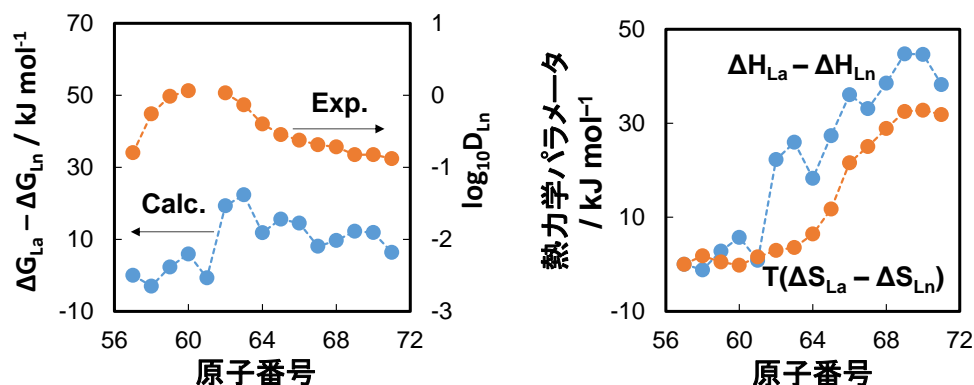 ΔG_La – ΔG_Ln / kJ mol⁻¹
70
50
30
10
-10
Exp.
Calc.
1
0
-1
-2
-3
log₁₀D_Ln
56
60
64
68
72
原子番号
熱力学パラメータ
/ kJ mol⁻¹
50
30
10
-10
ΔH_La – ΔH_Ln
T(ΔS_La – ΔS_Ln)
56
60
64
68
72
原子番号